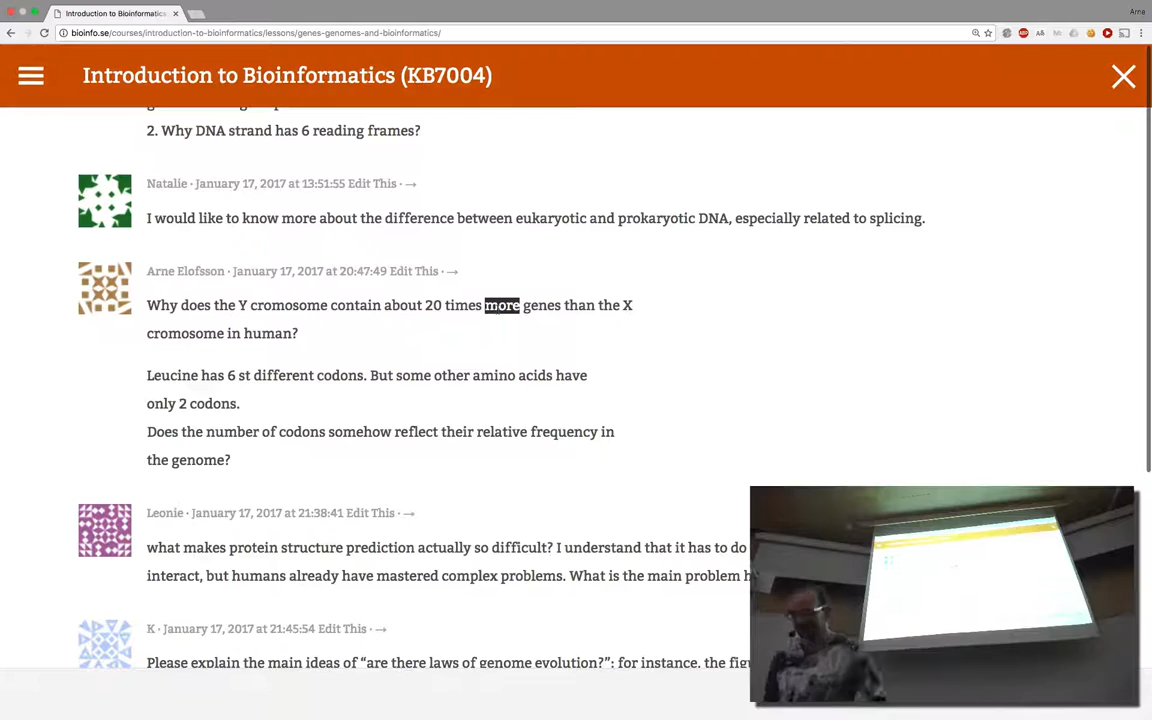 Introduction to Bioinformatics
Arne
bioinfo.se/courses/introduction-to-bioinformatics/lessons/genes-genomes-and-bioinformatics/
Introduction to Bioinformatics (KB7004)
2. Why DNA strand has 6 reading frames?
Natalie · January 17, 2017 at 13:51:55 Edit This · →
I would like to know more about the difference between eukaryotic and prokaryotic DNA, especially related to splicing.
Arne Elofsson · January 17, 2017 at 20:47:49 Edit This · →
Why does the Y cromosome contain about 20 times more genes than the X
cromosome in human?
Leucine has 6 st different codons. But some other amino acids have
only 2 codons.
Does the number of codons somehow reflect their relative frequency in
the genome?
Leonie · January 17, 2017 at 21:38:41 Edit This · →
what makes protein structure prediction actually so difficult? I understand that it has to do
interact, but humans already have mastered complex problems. What is the main problem
K · January 17, 2017 at 21:45:54 Edit This · →
Please explain the main ideas of "are there laws of genome evolution?": for instance, the